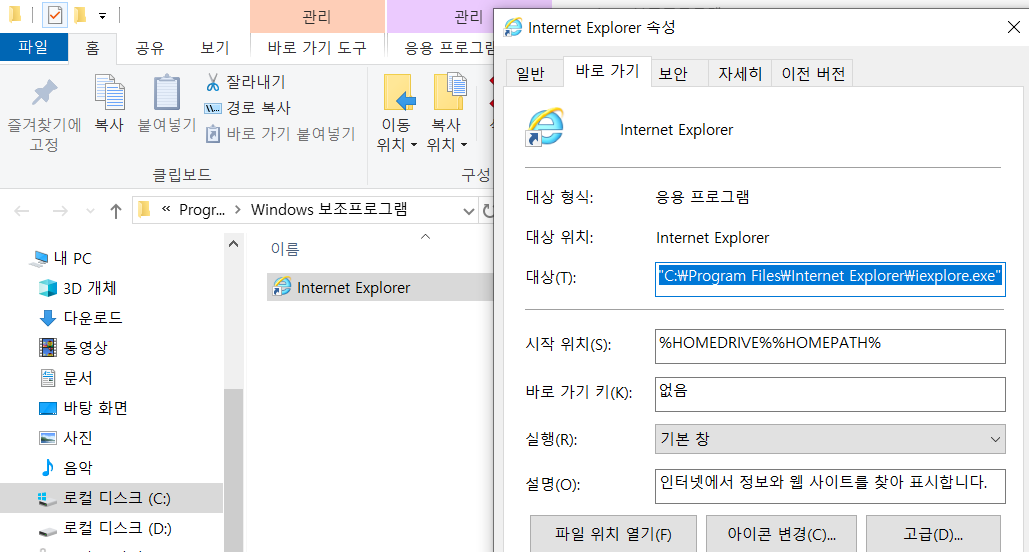 관리
관리
파일
홈
공유
보기
바로 가기 도구
응용 프로그램
즐겨찾기에
고정
복사
붙여넣기
잘라내기
경로 복사
바로 가기 붙여넣기
이동
위치
복사
위치
클립보드
구성
« Progr... > Windows 보조프로그램
내 PC
3D 개체
다운로드
동영상
문서
바탕 화면
사진
음악
로컬 디스크 (C:)
로컬 디스크 (D:)
이름
Internet Explorer
Internet Explorer 속성
일반
바로 가기
보안
자세히
이전 버전
Internet Explorer
대상 형식: 응용 프로그램
대상 위치: Internet Explorer
대상(T): "C:₩Program Files₩Internet Explorer₩iexplore.exe"
시작 위치(S): %HOMEDRIVE%%HOMEPATH%
바로 가기 키(K): 없음
실행(R): 기본 창
설명(O): 인터넷에서 정보와 웹 사이트를 찾아 표시합니다.
파일 위치 열기(F)
아이콘 변경(C)...
고급(D)...